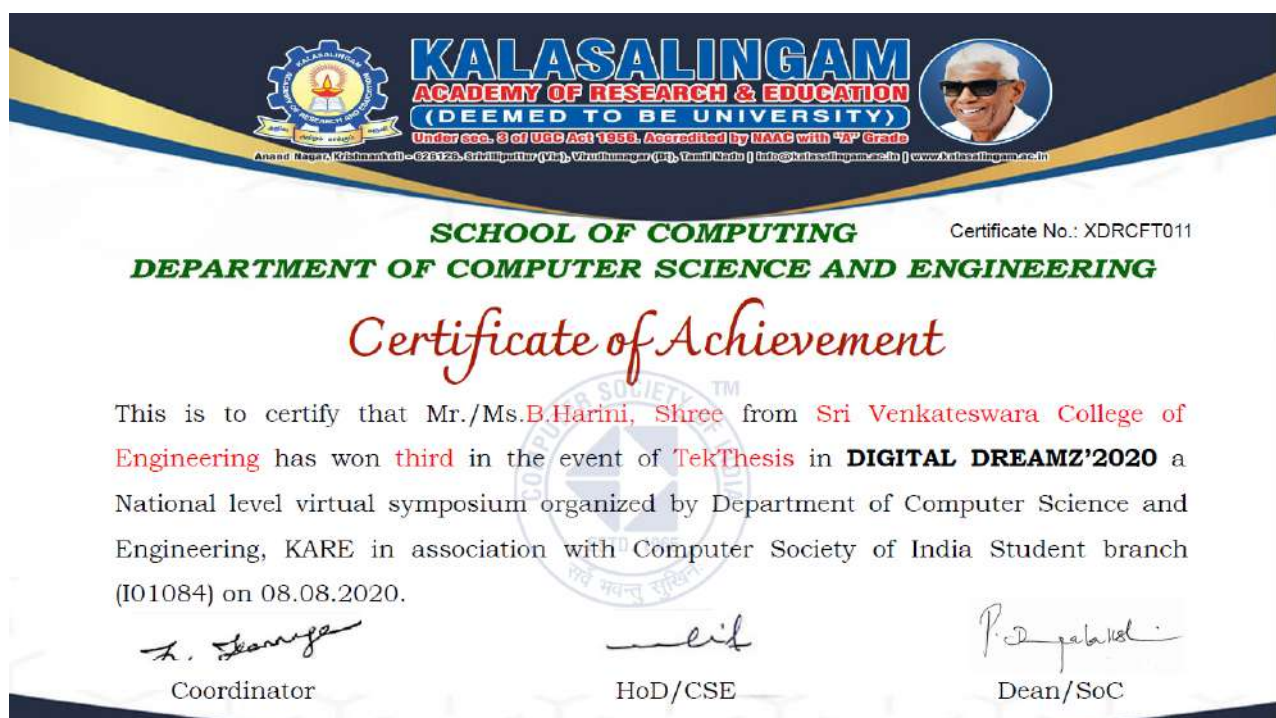 KALASALINGAM
ACADEMY OF RESEARCH & EDUCATION
(DEEMED TO BE UNIVERSITY)
Under sec. 3 of UGC Act 1956. Accredited by NAAC with "A" Grade
Anand Nagar, Krishnankoil - 626126. Srivilliputtur (Via), Virudhunagar (Dt), Tamil Nadu | info@kalasalingam.ac.in | www.kalasalingam.ac.in
SCHOOL OF COMPUTING
Certificate No.: XDRCFT011
DEPARTMENT OF COMPUTER SCIENCE AND ENGINEERING
Certificate of Achievement
COMPUTER SOCIETY OF INDIA TM
This is to certify that Mr./Ms.B.Harini, Shree from Sri Venkateswara College of
Engineering has won third in the event of TekThesis in DIGITAL DREAMZ'2020 a
National level virtual symposium organized by Department of Computer Science and
Engineering, KARE in association with Computer Society of India Student branch
(I01084) on 08.08.2020.
Coordinator
HoD/CSE
Dean/SoC